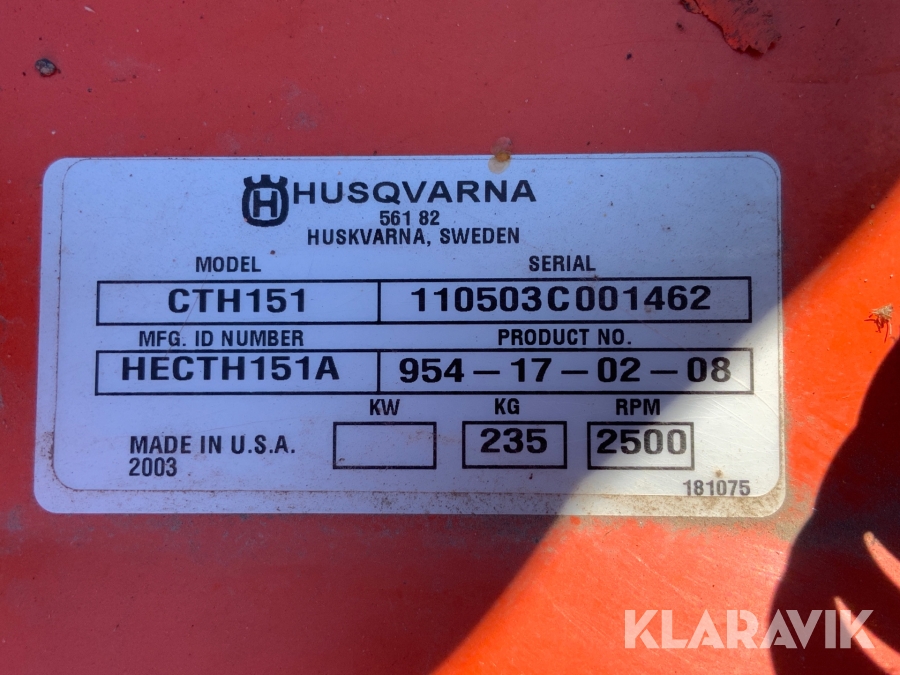 HUSQVARNA
561 82
HUSKVARNA, SWEDEN
MODEL SERIAL
CTH151 110503C001462
MFG. ID NUMBER PRODUCT NO.
HECTH151A 954-17-02-08
KW KG RPM
MADE IN U.S.A. 235 2500
2003
181075
KLARAVIK